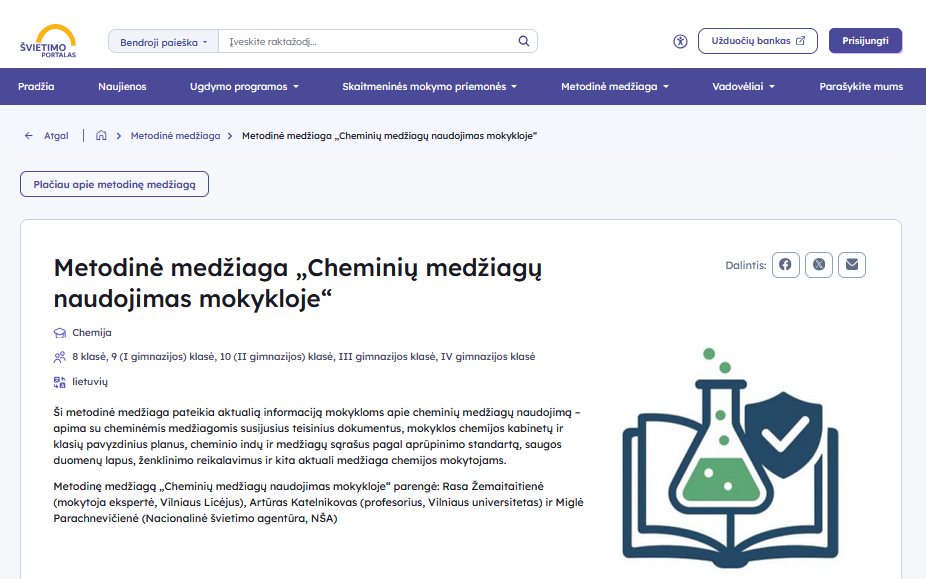 ŠVIETIMO
PORTALAS
Bendroji paieška
Įveskite raktažodį...
Užduočių bankas
Prisijungti
Pradžia
Naujienos
Ugdymo programos
Skaitmeninės mokymo priemonės
Metodinė medžiaga
Vadovėliai
Parašykite mums
Atgal
Metodinė medžiaga
Metodinė medžiaga „Cheminių medžiagų naudojimas mokykloje“
Plačiau apie metodinę medžiagą
Metodinė medžiaga „Cheminių medžiagų
naudojimas mokykloje“
Dalintis:
Chemija
8 klasė, 9 (I gimnazijos) klasė, 10 (II gimnazijos) klasė, III gimnazijos klasė, IV gimnazijos klasė
lietuvių
Ši metodinė medžiaga pateikia aktualią informaciją mokykloms apie cheminių medžiagų naudojimą –
apima su cheminėmis medžiagomis susijusius teisinius dokumentus, mokyklos chemijos kabinetų ir
klasių pavyzdinius planus, cheminio indų ir medžiagų sąrašus pagal aprūpinimo standartą, saugos
duomenų lapus, ženklinimo reikalavimus ir kita aktuali medžiaga chemijos mokytojams.
Metodinę medžiagą „Cheminių medžiagų naudojimas mokykloje“ parengė: Rasa Žemaitaitienė
(mokytoja ekspertė, Vilniaus Licėjus), Artūras Katelnikovas (profesorius, Vilniaus universitetas) ir Miglė
Parachnevičienė (Nacionalinė švietimo agentūra, NŠA)